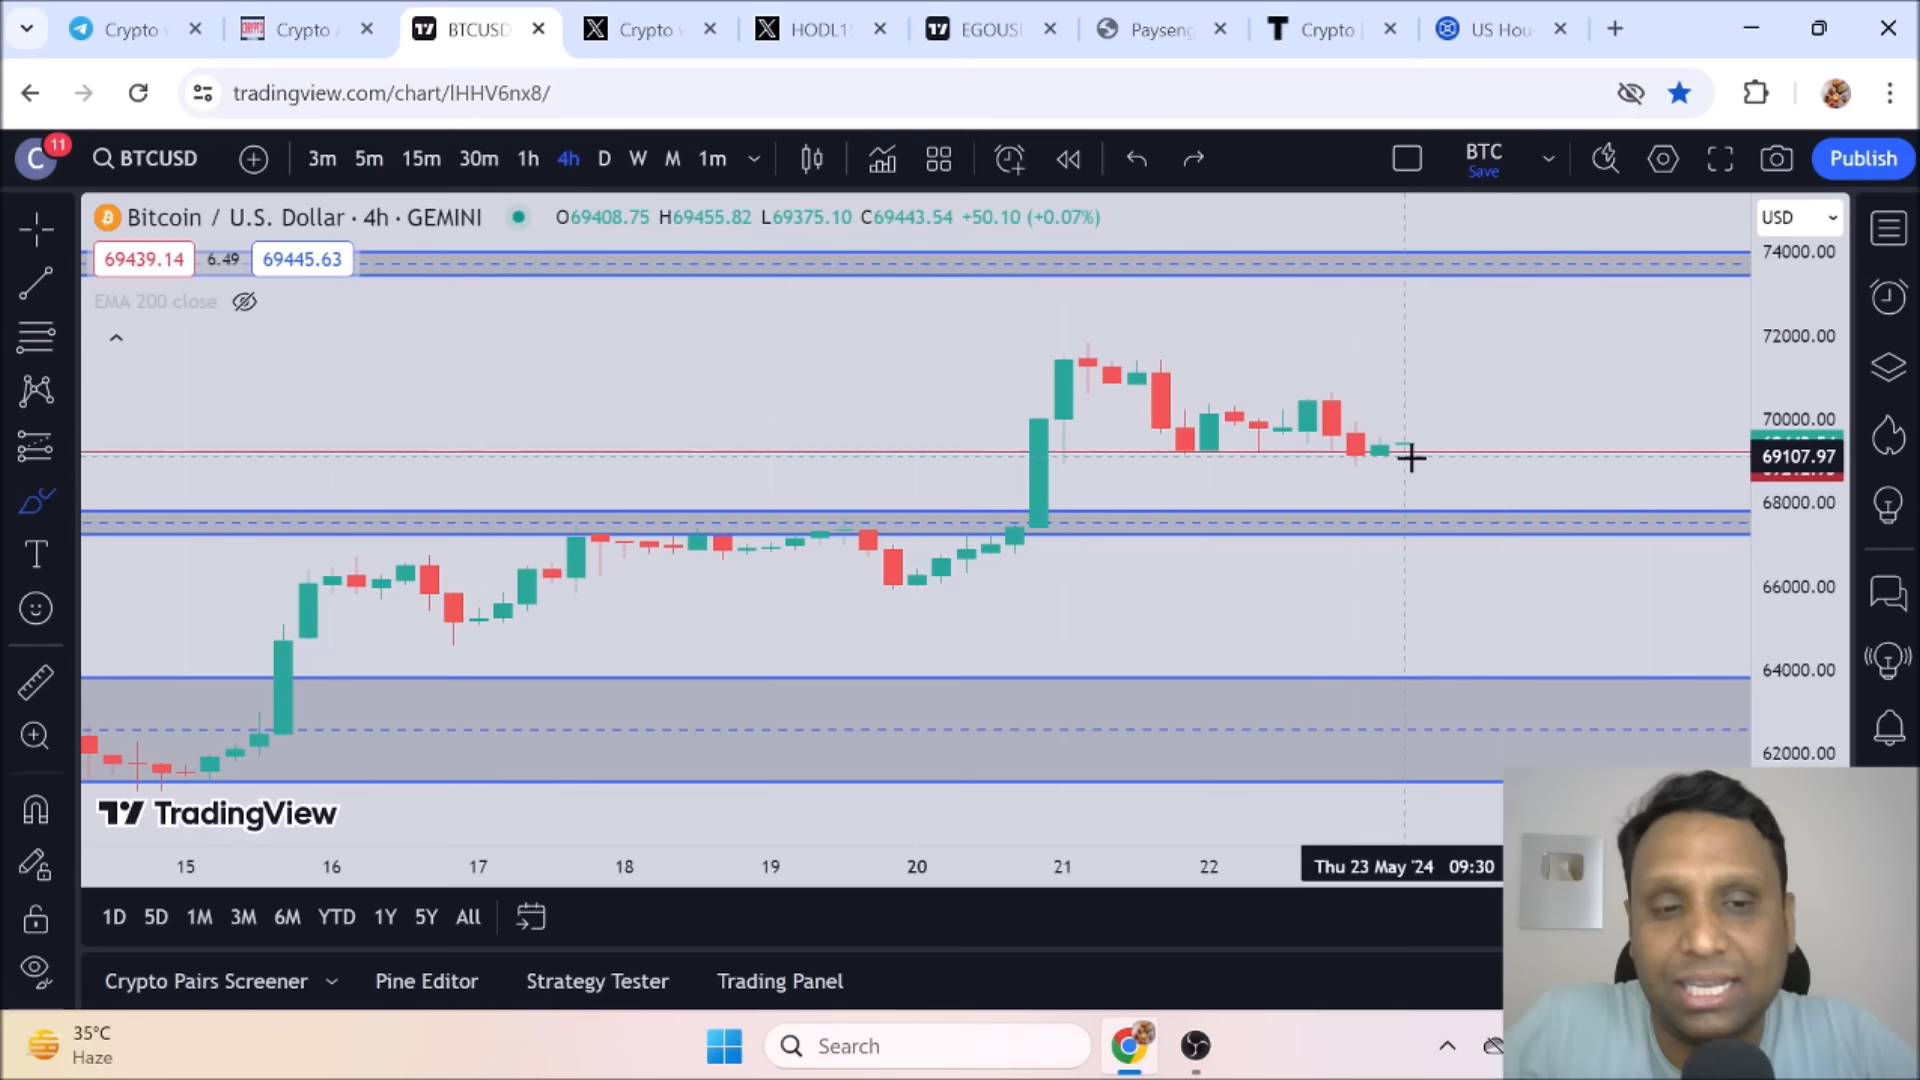 Crypto BTCUSD Crypto HODL1 EGOUS Payseng Crypto US Hou
tradingview.com/chart/lHHV6nx8/
C 11 BTCUSD 3m 5m 15m 30m 1h 4h D W M 1m BTC Save Publish
Bitcoin / U.S. Dollar · 4h · GEMINI O69408.75 H69455.82 L69375.10 C69443.54 +50.10 (+0.07%) USD
69439.14 6.49 69445.63 74000.00
EMA 200 close
72000.00
70000.00
69107.97
68000.00
66000.00
64000.00
62000.00
TradingView
15 16 17 18 19 20 21 22 Thu 23 May '24 09:30
1D 5D 1M 3M 6M YTD 1Y 5Y All
Crypto Pairs Screener Pine Editor Strategy Tester Trading Panel
35°C
Haze
Search